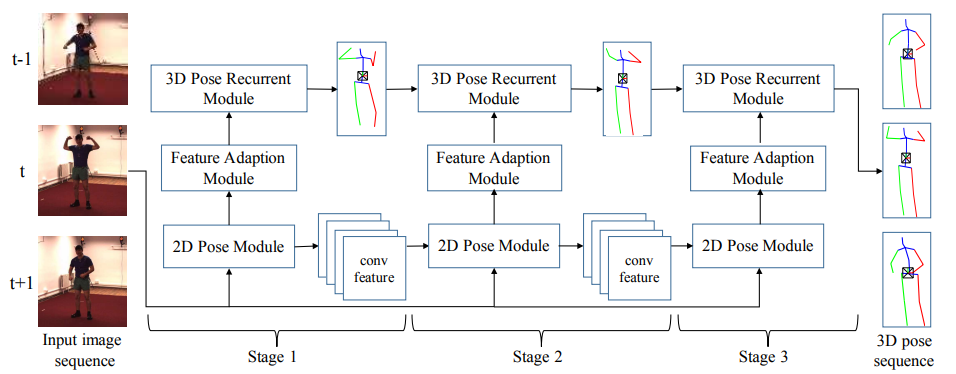 t-1
3D Pose Recurrent
Module
3D Pose Recurrent
Module
3D Pose Recurrent
Module
t
Feature Adaption
Module
Feature Adaption
Module
Feature Adaption
Module
2D Pose Module
conv
feature
2D Pose Module
conv
feature
2D Pose Module
t+1
Input image
sequence
Stage 1
Stage 2
Stage 3
3D pose
sequence